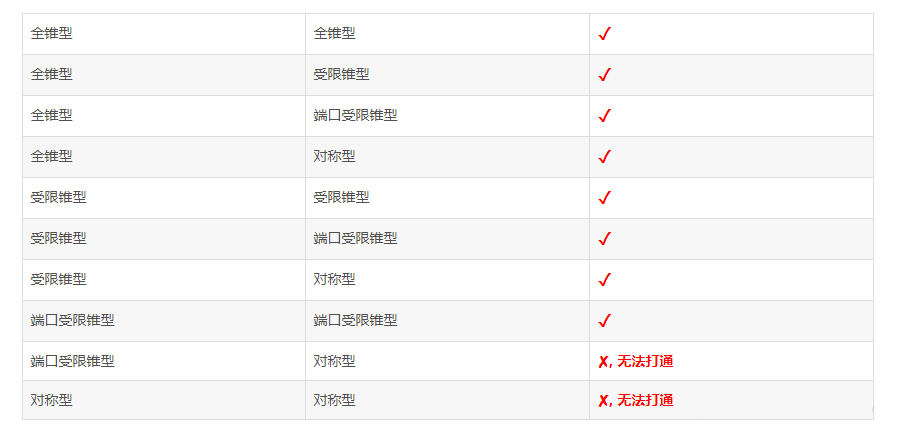 全锥型 全锥型 ✓
全锥型 受限锥型 ✓
全锥型 端口受限锥型 ✓
全锥型 对称型 ✓
受限锥型 受限锥型 ✓
受限锥型 端口受限锥型 ✓
受限锥型 对称型 ✓
端口受限锥型 端口受限锥型 ✓
端口受限锥型 对称型 ✗, 无法打通
对称型 对称型 ✗, 无法打通